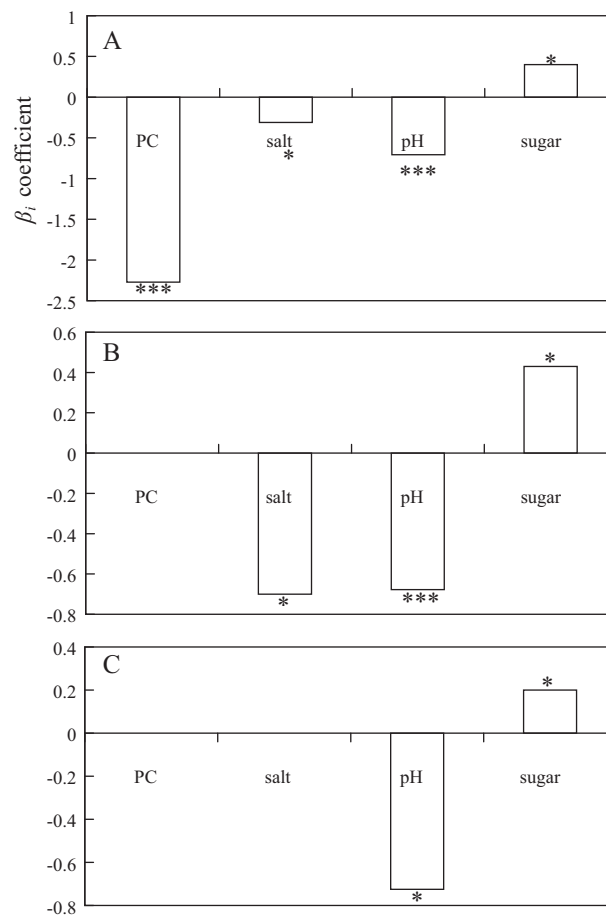 1
A
0.5
*
0
PC
salt
pH
sugar
-0.5
*
***
-1
-1.5
-2
***
-2.5
βi coefficient
0.6
B
0.4
*
0.2
0
-0.2
PC
salt
pH
sugar
-0.4
-0.6
*
***
-0.8
0.4
C
0.2
*
0
-0.2
PC
salt
pH
sugar
-0.4
-0.6
*
-0.8